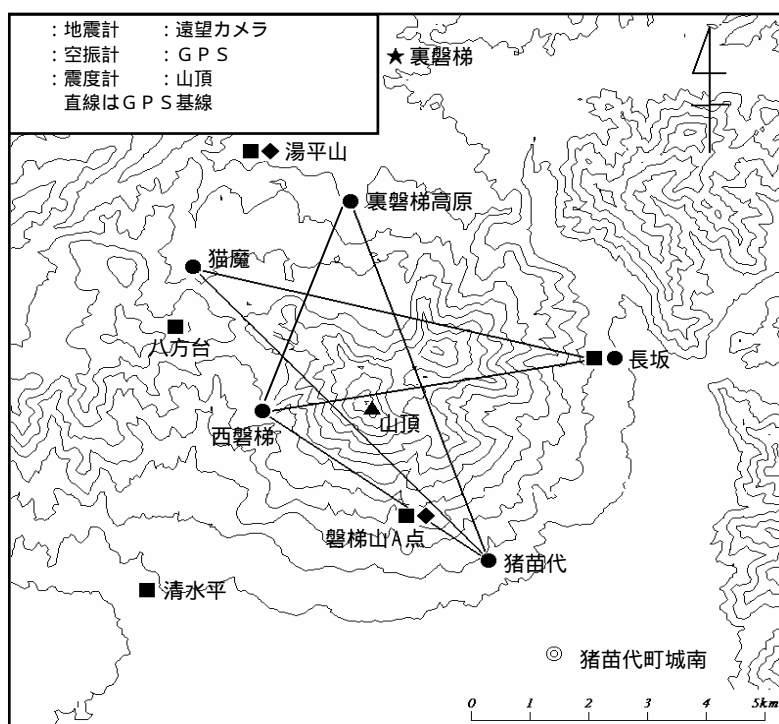 ：地震計　：遠望カメラ
：空振計　：ＧＰＳ
：震度計　：山頂
直線はＧＰＳ基線
★裏磐梯
■◆湯平山
●裏磐梯高原
●猫魔
■八方台
■●長坂
▲山頂
●西磐梯
■◆磐梯山A点
●猪苗代
■清水平
◎猪苗代町城南
0 1 2 3 4 5km